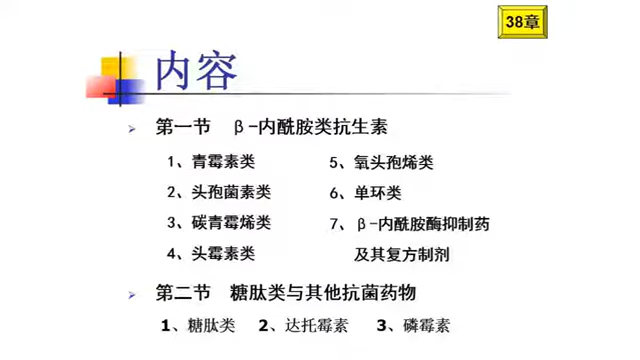 38章
内容
第一节 β-内酰胺类抗生素
1、青霉素类 5、氧头孢烯类
2、头孢菌素类 6、单环类
3、碳青霉烯类 7、β-内酰胺酶抑制药
4、头霉素类 及其复方制剂
第二节 糖肽类与其他抗菌药物
1、糖肽类 2、达托霉素 3、磷霉素